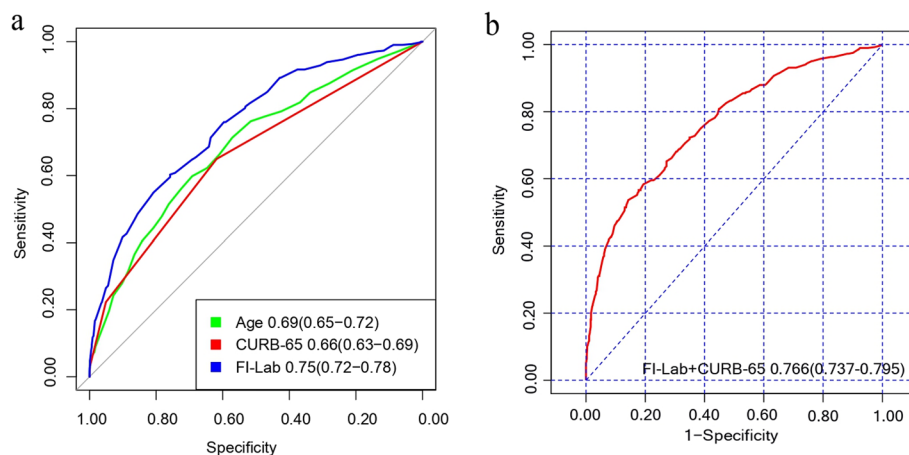 a
Sensitivity
1.00
0.80
0.60
0.40
0.20
0.00
Age 0.69(0.65−0.72)
CURB-65 0.66(0.63−0.69)
FI-Lab 0.75(0.72−0.78)
1.00 0.80 0.60 0.40 0.20 0.00
Specificity
b
Sensitivity
1.00
0.80
0.60
0.40
0.20
0.00
FI-Lab+CURB-65 0.766(0.737-0.795)
0.00 0.20 0.40 0.60 0.80 1.00
1−Specificity